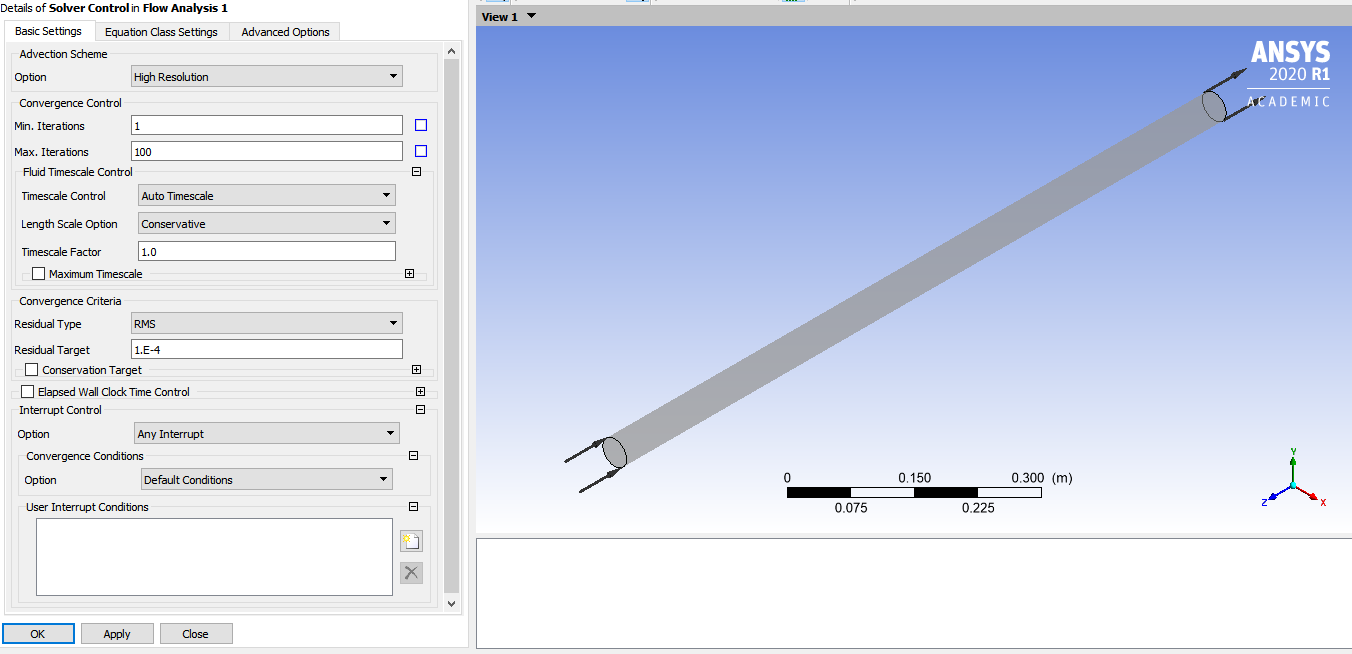 Details of Solver Control in Flow Analysis 1
Basic Settings
Equation Class Settings
Advanced Options
Advection Scheme
Option
High Resolution
Convergence Control
Min. Iterations
1
Max. Iterations
100
Fluid Timescale Control
Timescale Control
Auto Timescale
Length Scale Option
Conservative
Timescale Factor
1.0
Maximum Timescale
Convergence Criteria
Residual Type
RMS
Residual Target
1.E-4
Conservation Target
Elapsed Wall Clock Time Control
Interrupt Control
Option
Any Interrupt
Convergence Conditions
Option
Default Conditions
User Interrupt Conditions
OK
Apply
Close
View 1
ANSYS
2020 R1
ACADEMIC
0
0.150
0.300
(m)
0.075
0.225
Y
Z
X